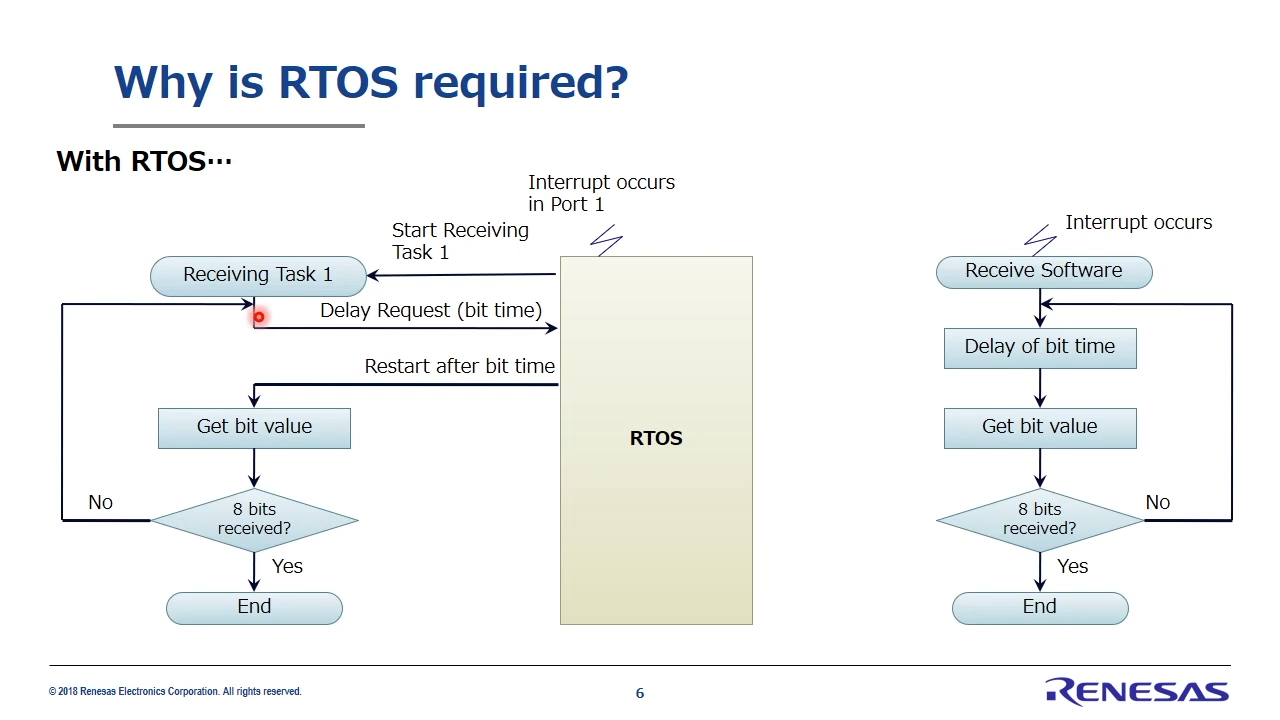 Why is RTOS required?
With RTOS…
Interrupt occurs
in Port 1
Start Receiving
Task 1
Receiving Task 1
Delay Request (bit time)
Restart after bit time
Get bit value
8 bits
received?
No
Yes
End
RTOS
Interrupt occurs
Receive Software
Delay of bit time
Get bit value
8 bits
received?
No
Yes
End
© 2018 Renesas Electronics Corporation. All rights reserved.
6
RENESAS